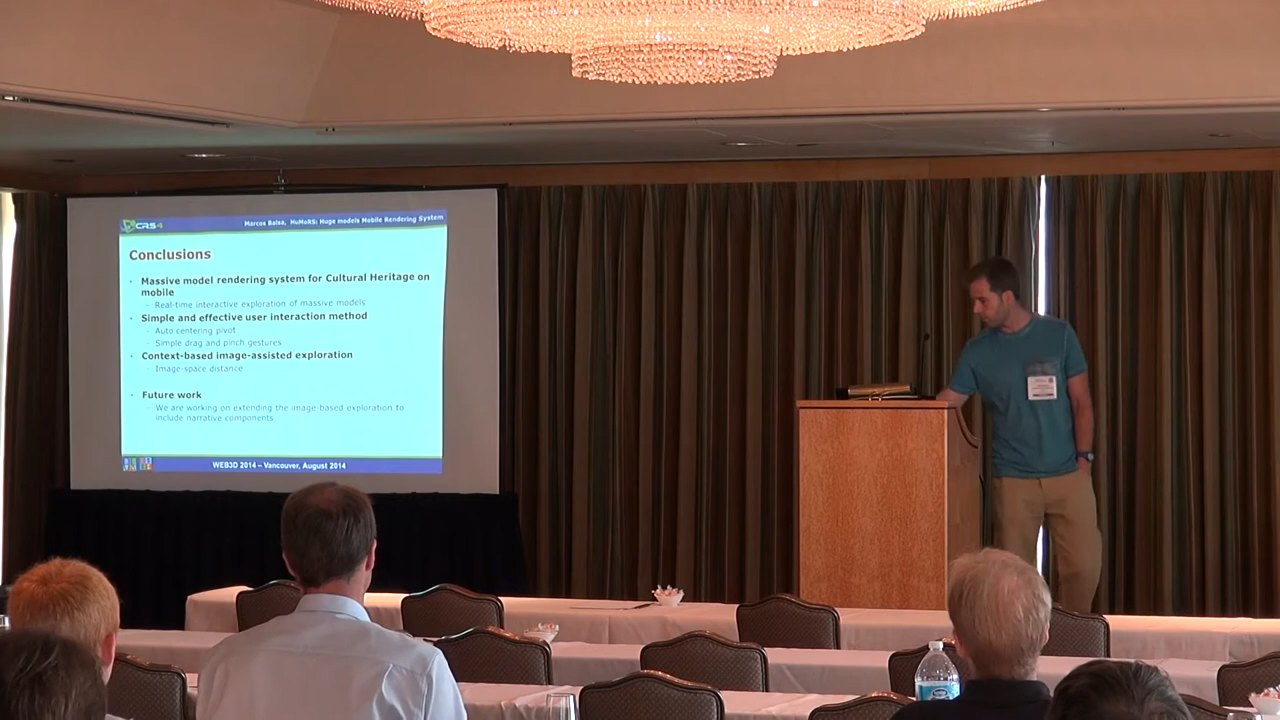 CRS4
Marcos Balsa, HuMoRS: Huge models Mobile Rendering System
Conclusions
· Massive model rendering system for Cultural Heritage on
mobile
– Real-time interactive exploration of massive models
· Simple and effective user interaction method
– Auto centering pivot
– Simple drag and pinch gestures
· Context-based image-assisted exploration
– Image-space distance
· Future work
– We are working on extending the image-based exploration to
include narrative components
WEB3D 2014 – Vancouver, August 2014